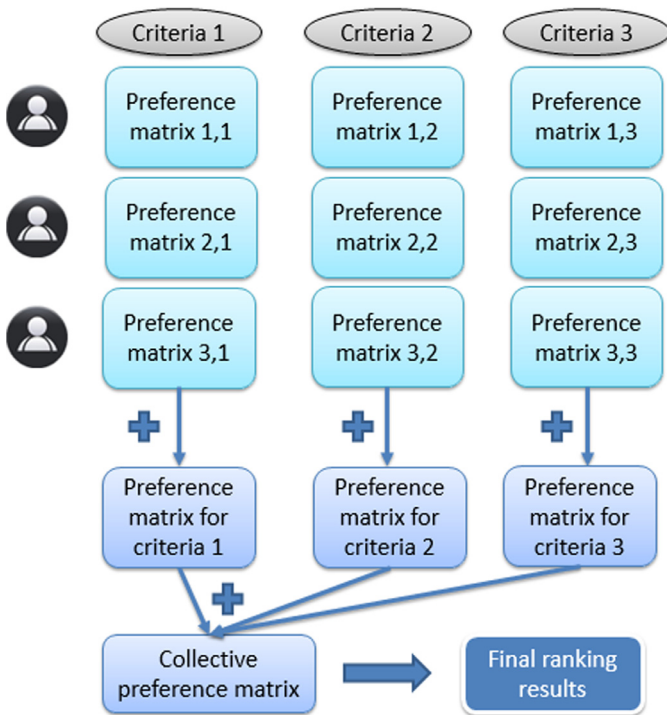 Criteria 1
Criteria 2
Criteria 3
Preference
matrix 1,1
Preference
matrix 1,2
Preference
matrix 1,3
Preference
matrix 2,1
Preference
matrix 2,2
Preference
matrix 2,3
Preference
matrix 3,1
Preference
matrix 3,2
Preference
matrix 3,3
Preference
matrix for
criteria 1
Preference
matrix for
criteria 2
Preference
matrix for
criteria 3
Collective
preference matrix
Final ranking
results